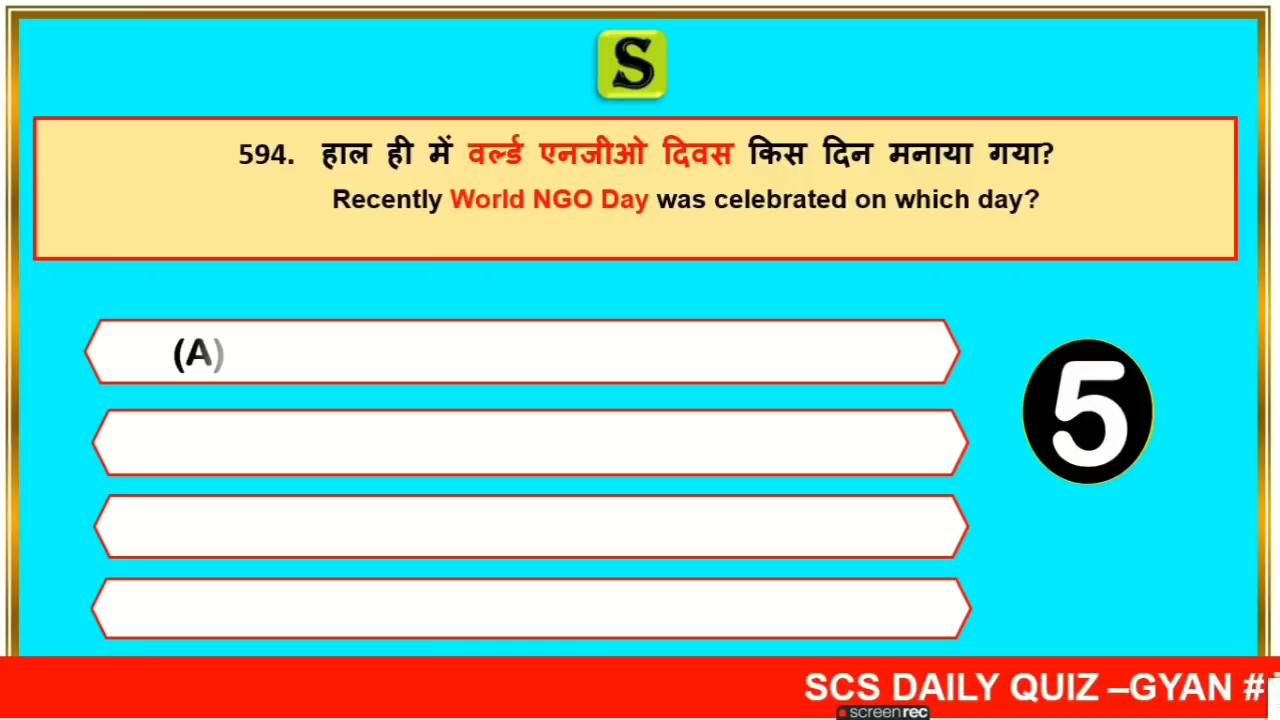 S
594. हाल ही में वर्ल्ड एनजीओ दिवस किस दिन मनाया गया?
Recently World NGO Day was celebrated on which day?
(A)
5
SCS DAILY QUIZ –GYAN #
screenrec